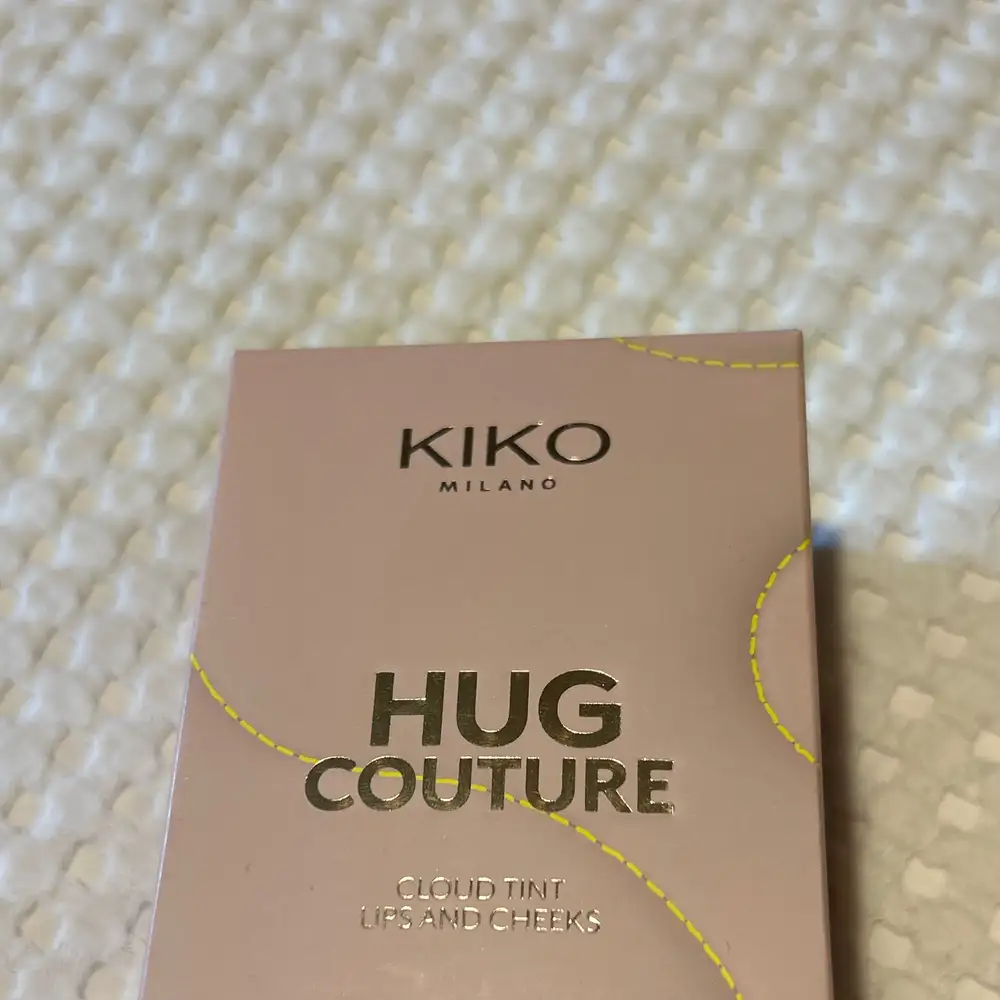 KIKO
MILANO
HUG
COUTURE
CLOUD TINT
LIPS AND CHEEKS